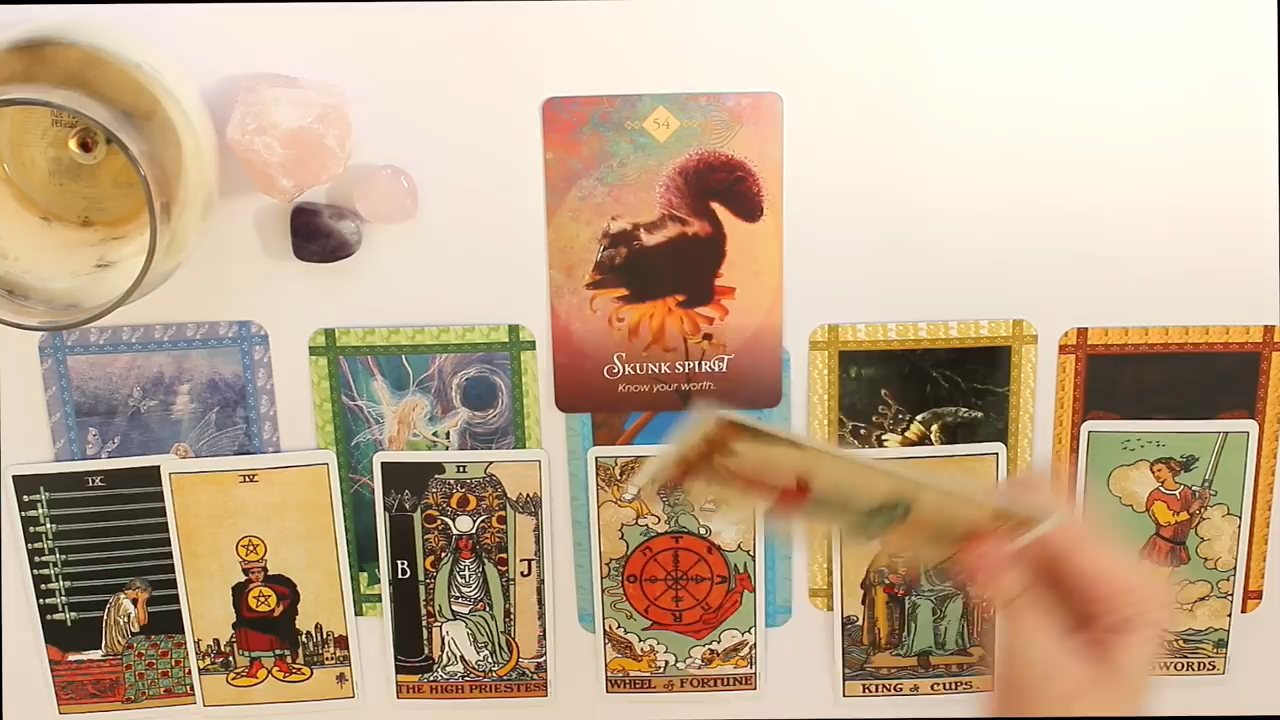 54
SKUNK SPIRIT
Know your worth.
IX
IV
II
B
J
THE HIGH PRIESTESS
WHEEL of FORTUNE
KING of CUPS.
SWORDS.